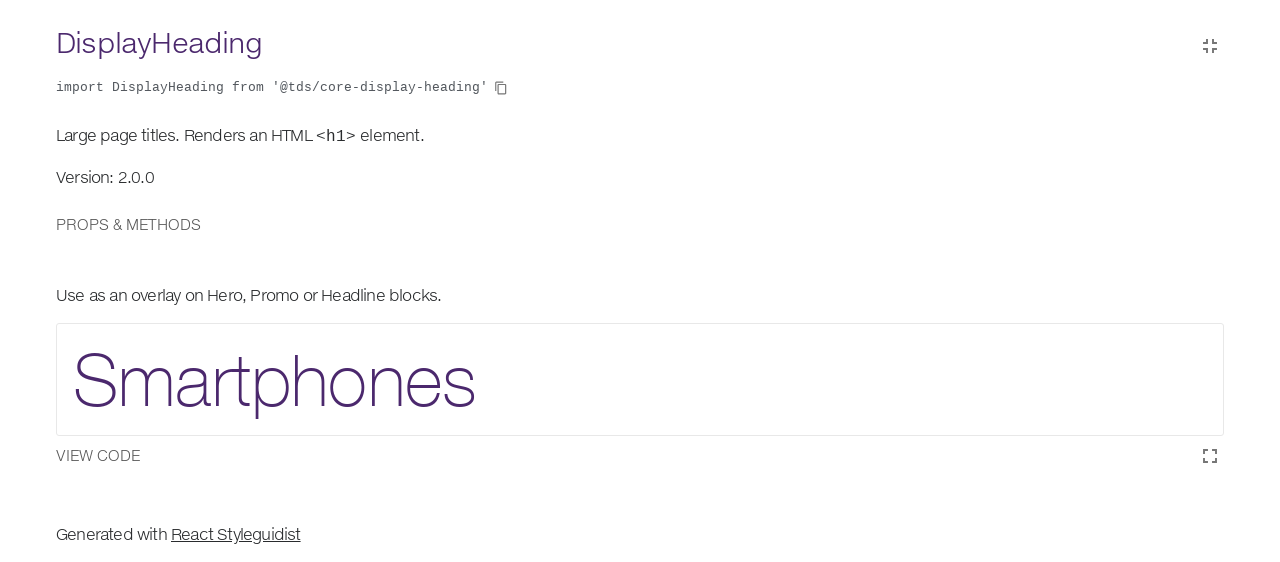 DisplayHeading
import DisplayHeading from '@tds/core-display-heading'
Large page titles. Renders an HTML <h1> element.
Version: 2.0.0
PROPS & METHODS
Use as an overlay on Hero, Promo or Headline blocks.
Smartphones
VIEW CODE
Generated with React Styleguidist